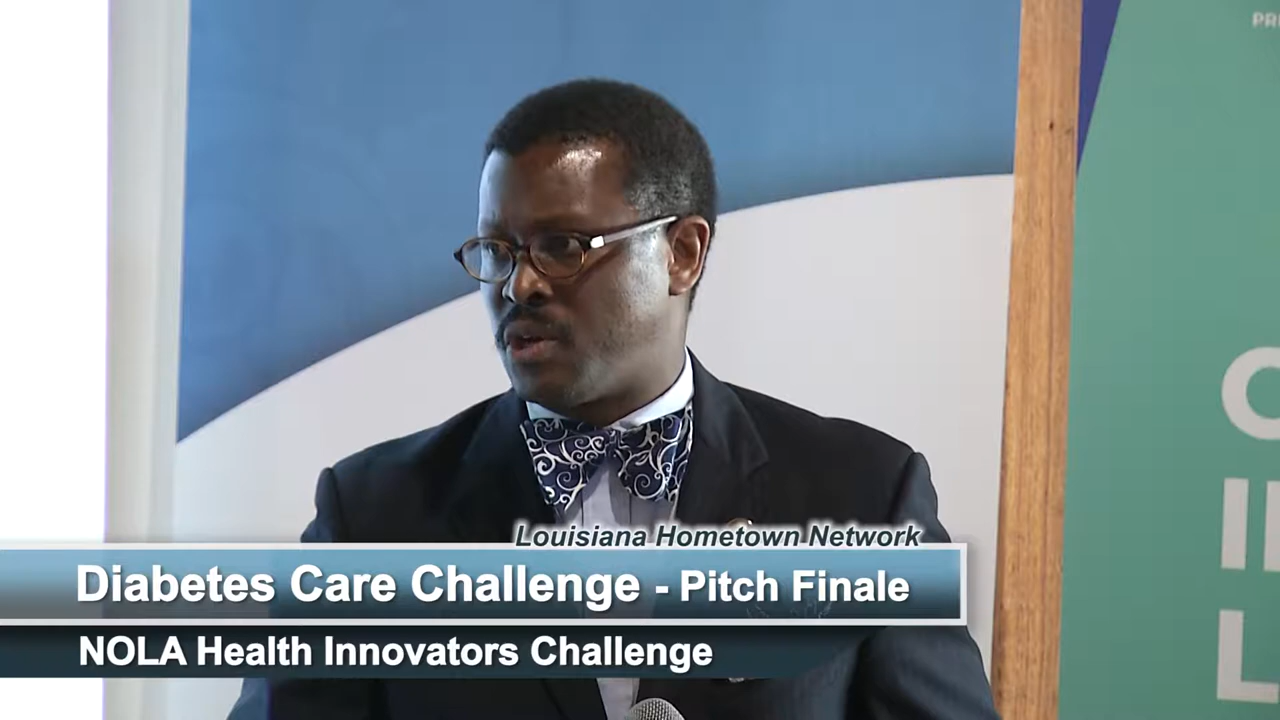 Louisiana Hometown Network
Diabetes Care Challenge - Pitch Finale
NOLA Health Innovators Challenge